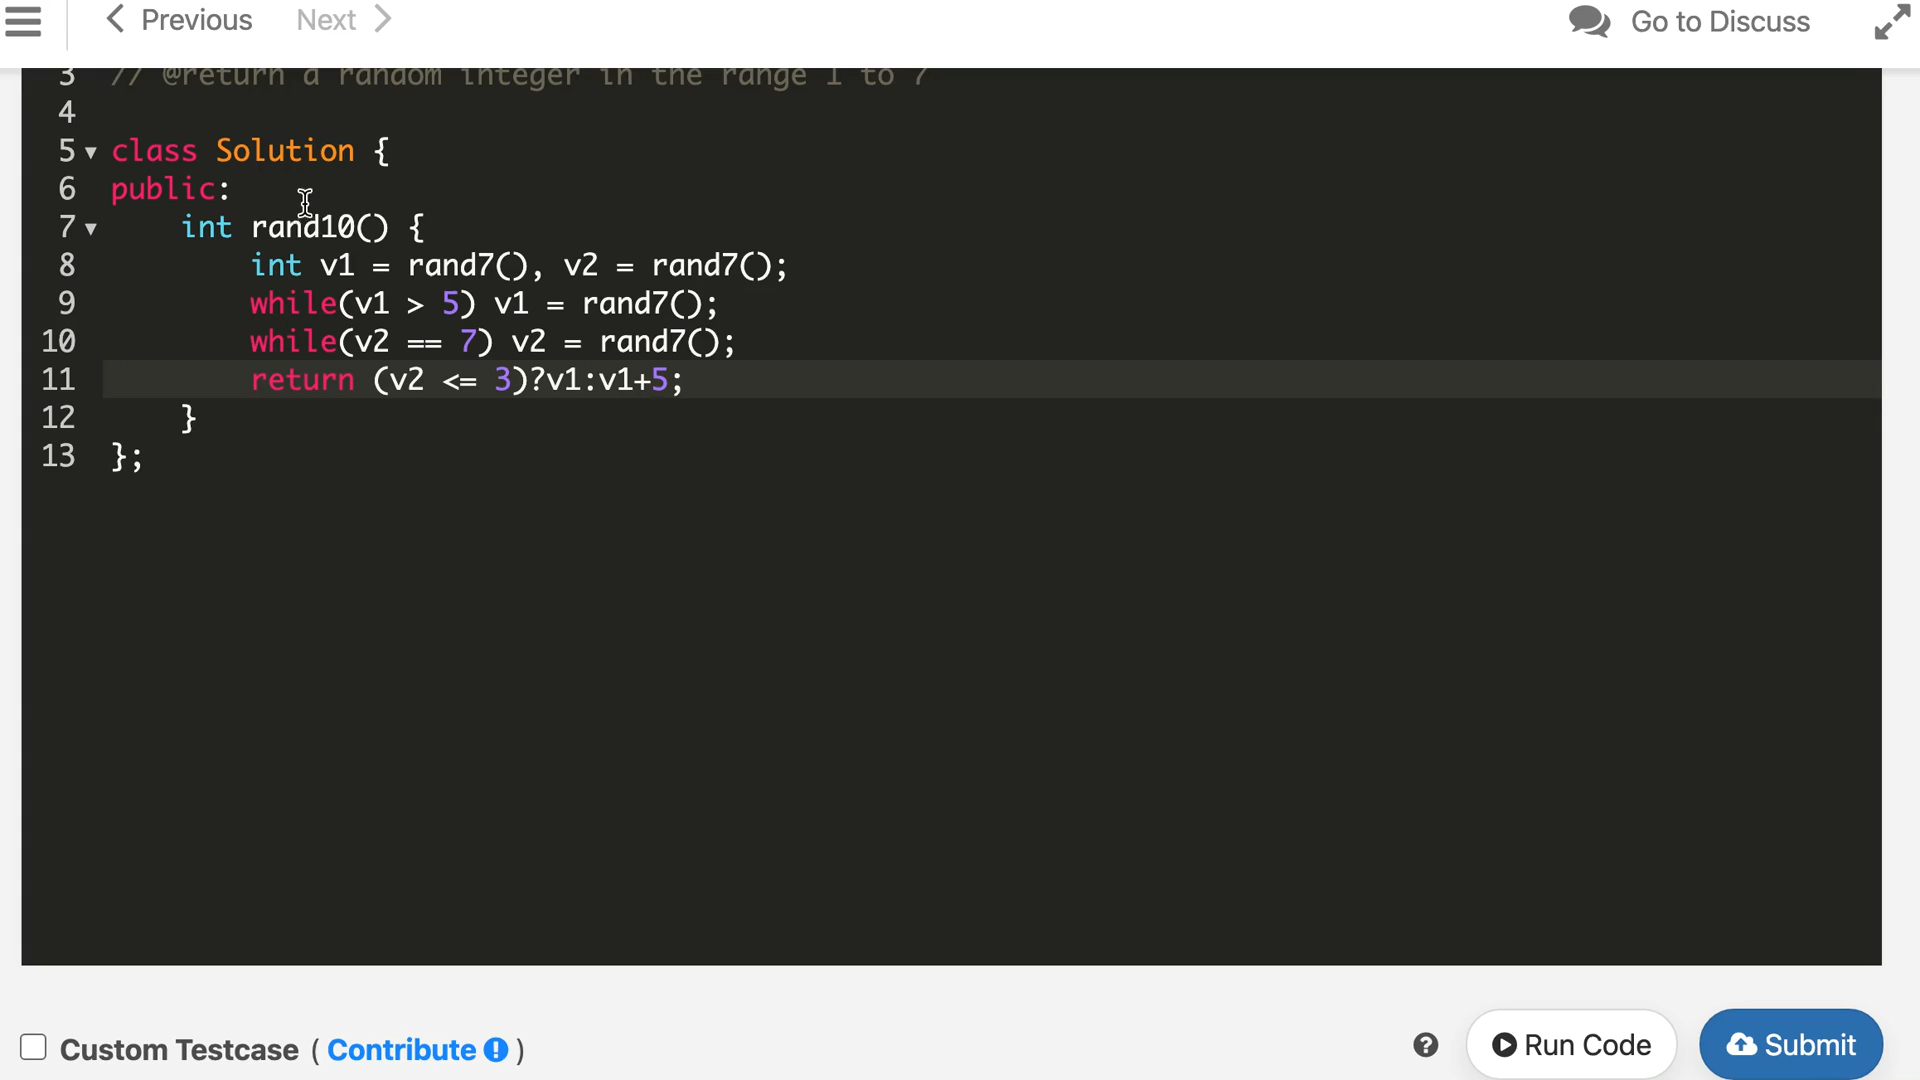 Previous Next Go to Discuss
3 // @return a random integer in the range 1 to 7
4
5 class Solution {
6 public:
7 int rand10() {
8 int v1 = rand7(), v2 = rand7();
9 while(v1 > 5) v1 = rand7();
10 while(v2 == 7) v2 = rand7();
11 return (v2 <= 3)?v1:v1+5;
12 }
13 };
Custom Testcase ( Contribute ! ) ? Run Code Submit